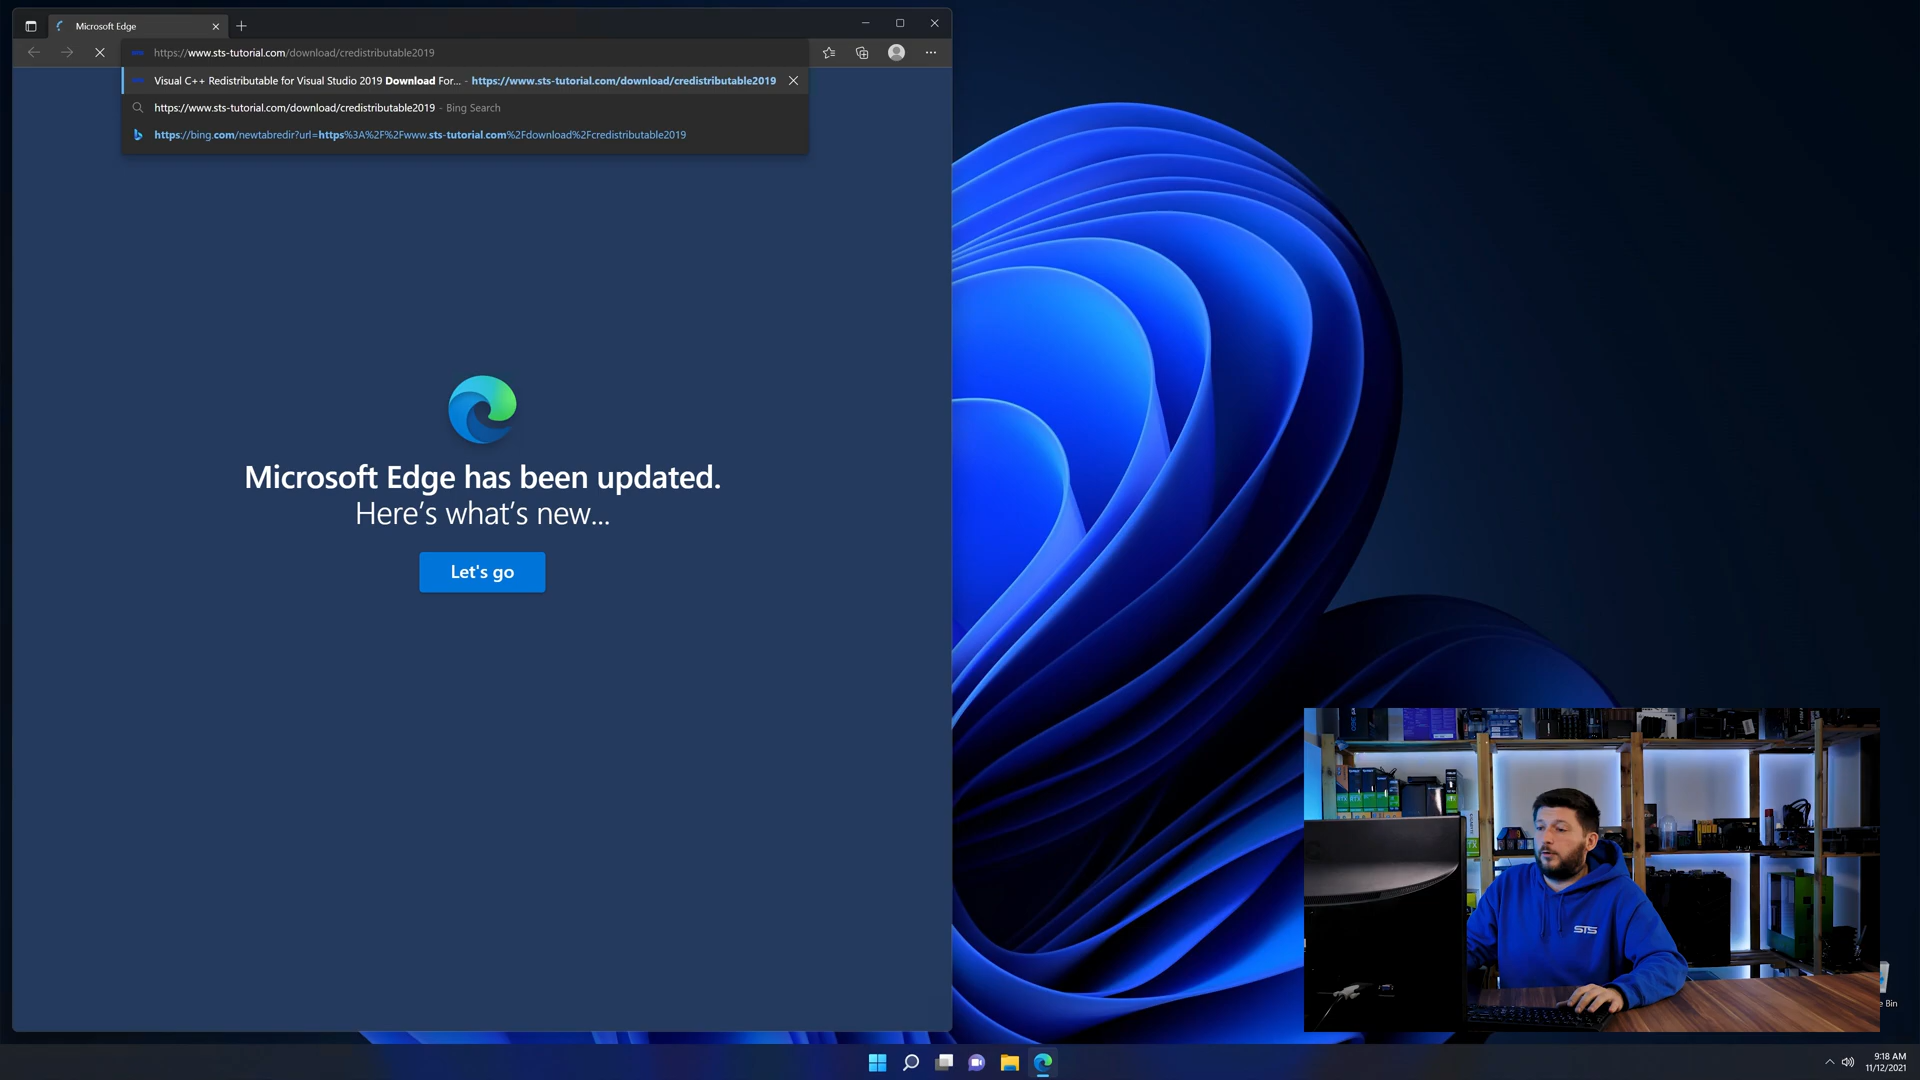 Microsoft Edge
https://www.sts-tutorial.com/download/credistributable2019
Visual C++ Redistributable for Visual Studio 2019 Download For... - https://www.sts-tutorial.com/download/credistributable2019
https://www.sts-tutorial.com/download/credistributable2019 - Bing Search
https://bing.com/newtabredir?url=https%3A%2F%2Fwww.sts-tutorial.com%2Fdownload%2Fcredistributable2019
Microsoft Edge has been updated.
Here's what's new...
Let's go
STS
Bin
9:18 AM
11/12/2021